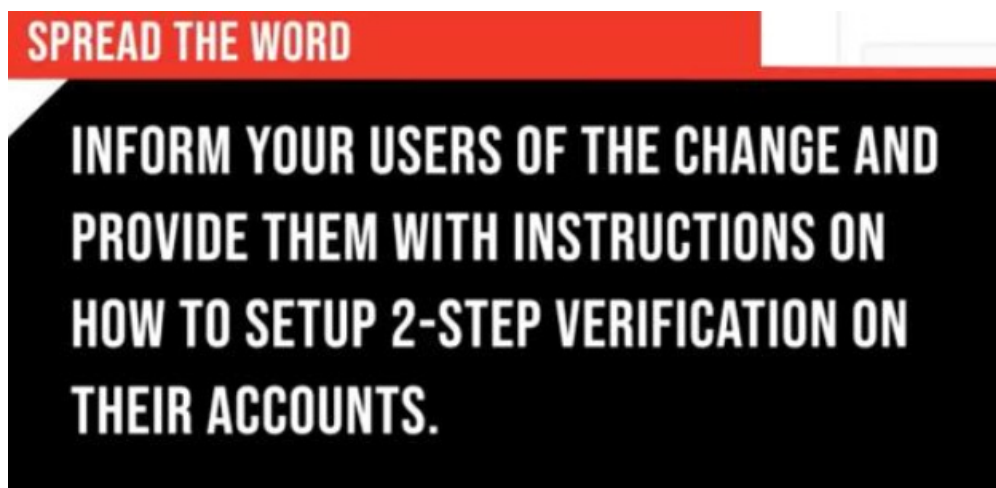 SPREAD THE WORD
INFORM YOUR USERS OF THE CHANGE AND
PROVIDE THEM WITH INSTRUCTIONS ON
HOW TO SETUP 2-STEP VERIFICATION ON
THEIR ACCOUNTS.